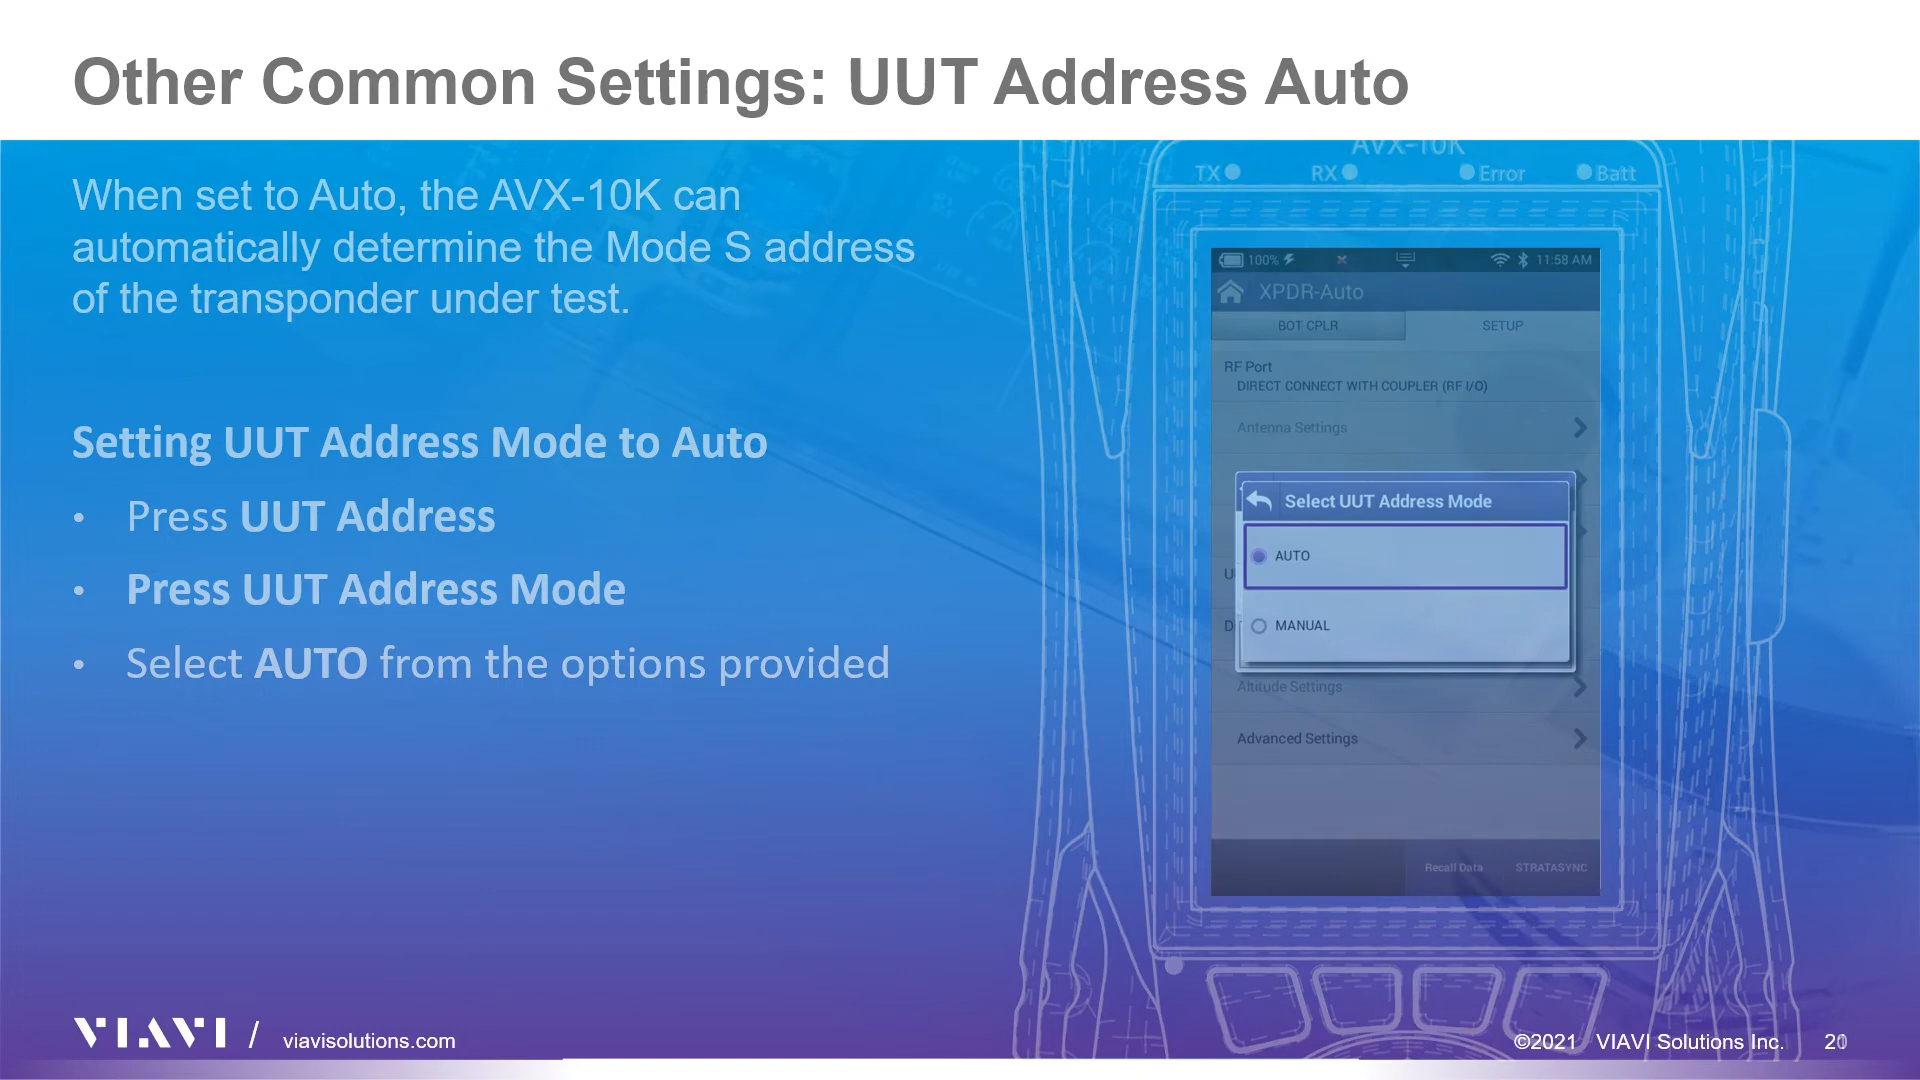 Other Common Settings: UUT Address Auto
When set to Auto, the AVX-10K can
automatically determine the Mode S address
of the transponder under test.
Setting UUT Address Mode to Auto
• Press UUT Address
• Press UUT Address Mode
• Select AUTO from the options provided
AVX-10K
TX RX Error Batt
100% 11:58 AM
XPDR-Auto
BOT CPLR SETUP
RF Port
DIRECT CONNECT WITH COUPLER (RF I/O)
Antenna Settings
Select UUT Address Mode
AUTO
MANUAL
Altitude Settings
Advanced Settings
Recall Data STRATASYNC
VIAVI / viavisolutions.com
©2021 VIAVI Solutions Inc.